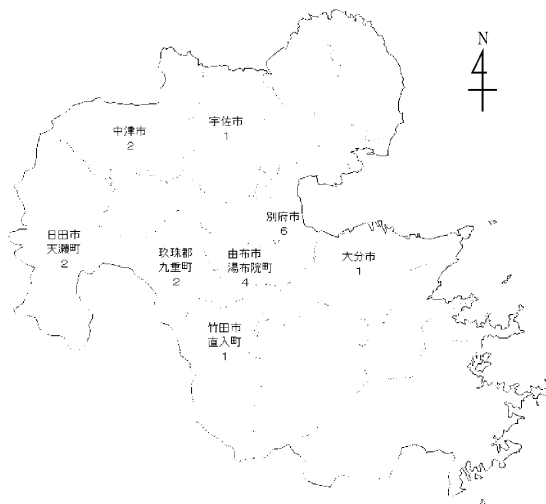 N
中津市
2
宇佐市
1
別府市
6
日田市
天瀬町
2
玖珠郡
九重町
2
由布市
湯布院町
4
大分市
1
竹田市
直入町
1